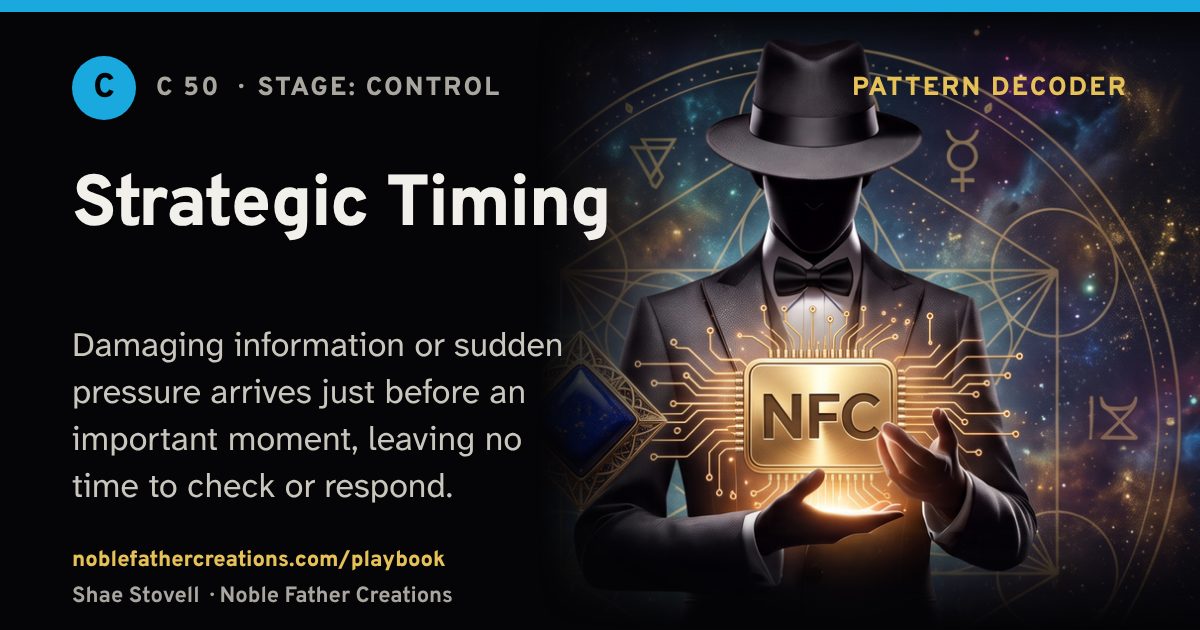 C
C 50 · STAGE: CONTROL
PATTERN DECODER
Strategic Timing
Damaging information or sudden
pressure arrives just before an
important moment, leaving no
time to check or respond.
NFC
noblefathercreations.com/playbook
Shae Stovell · Noble Father Creations